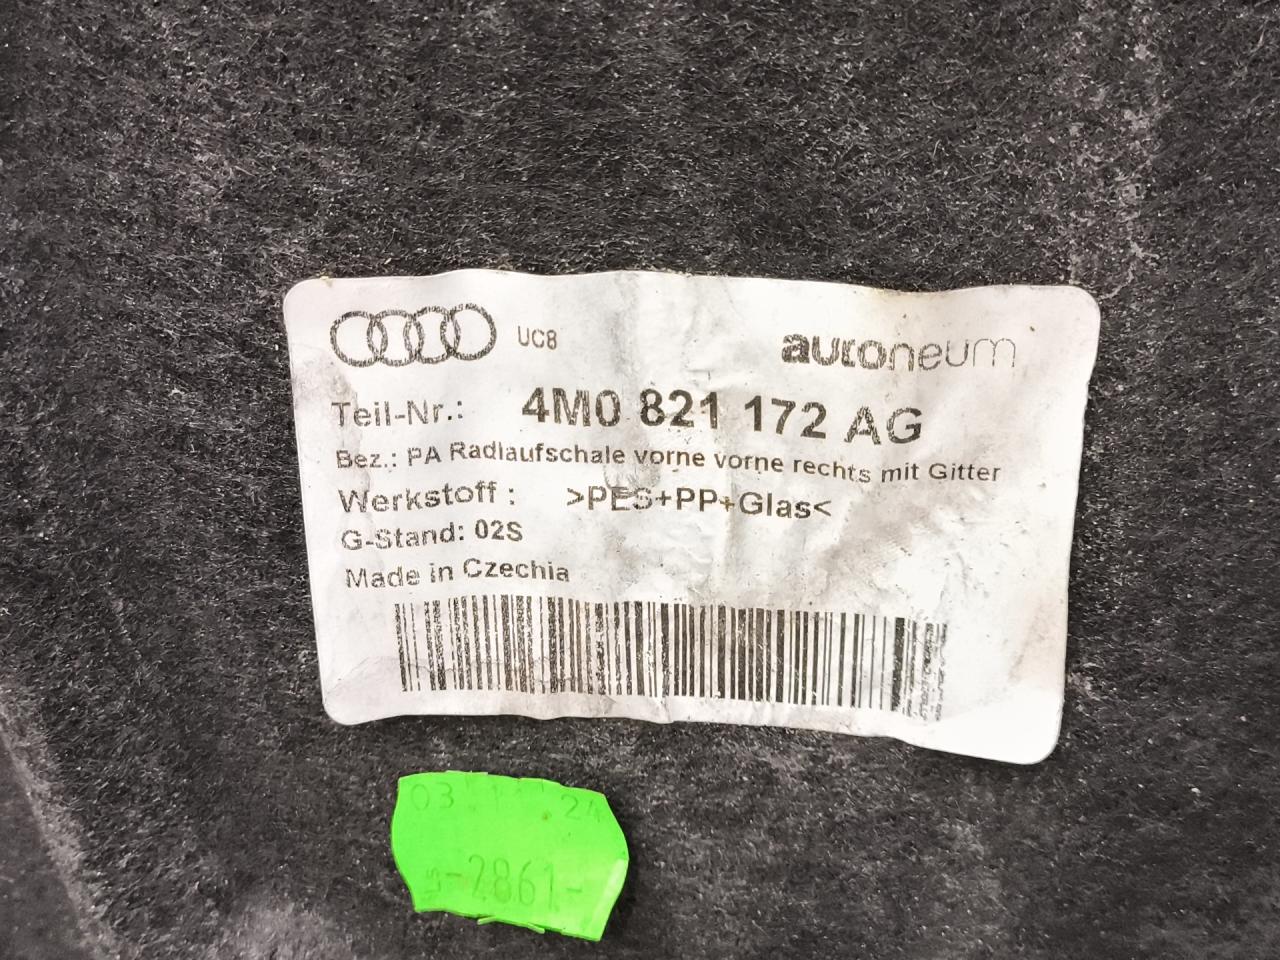 UC8
auroneum
Teil-Nr.: 4M0 821 172 AG
Bez.: PA Radlaufschale vorne vorne rechts mit Gitter
Werkstoff : >PES+PP+Glas<
G-Stand: 02S
Made in Czechia
-2861-